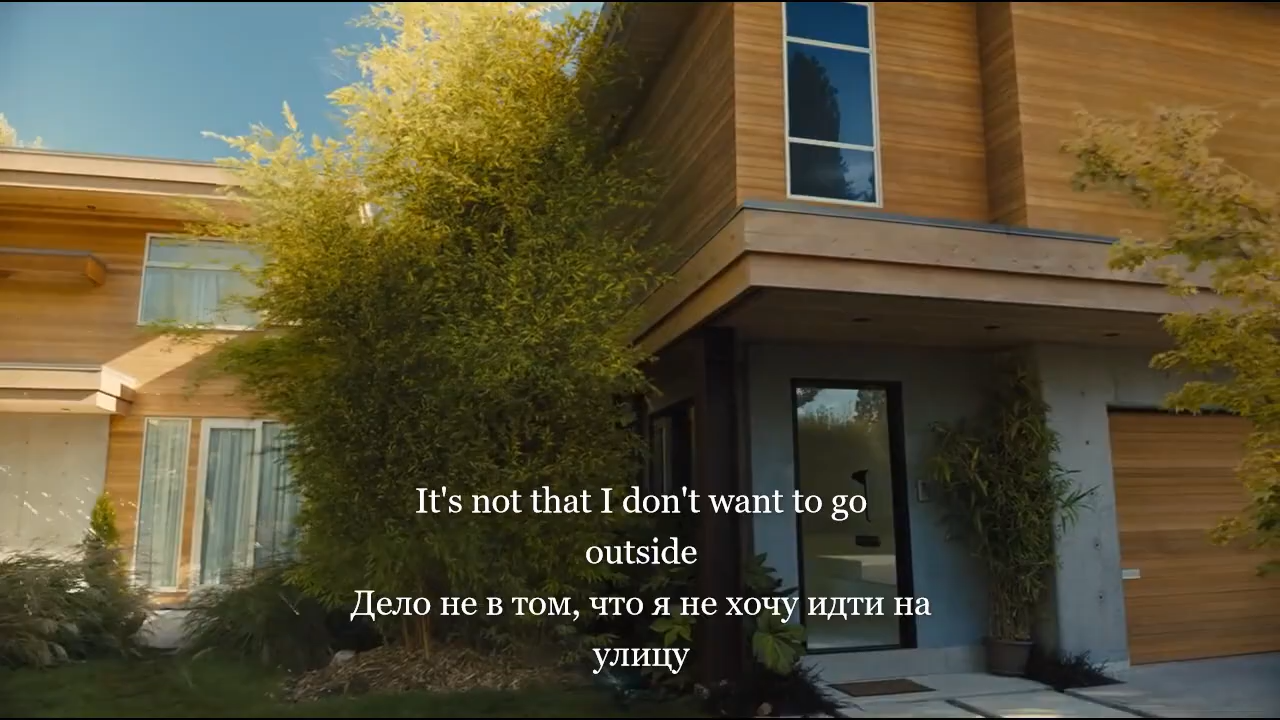 It's not that I don't want to go
outside
Дело не в том, что я не хочу идти на
улицу